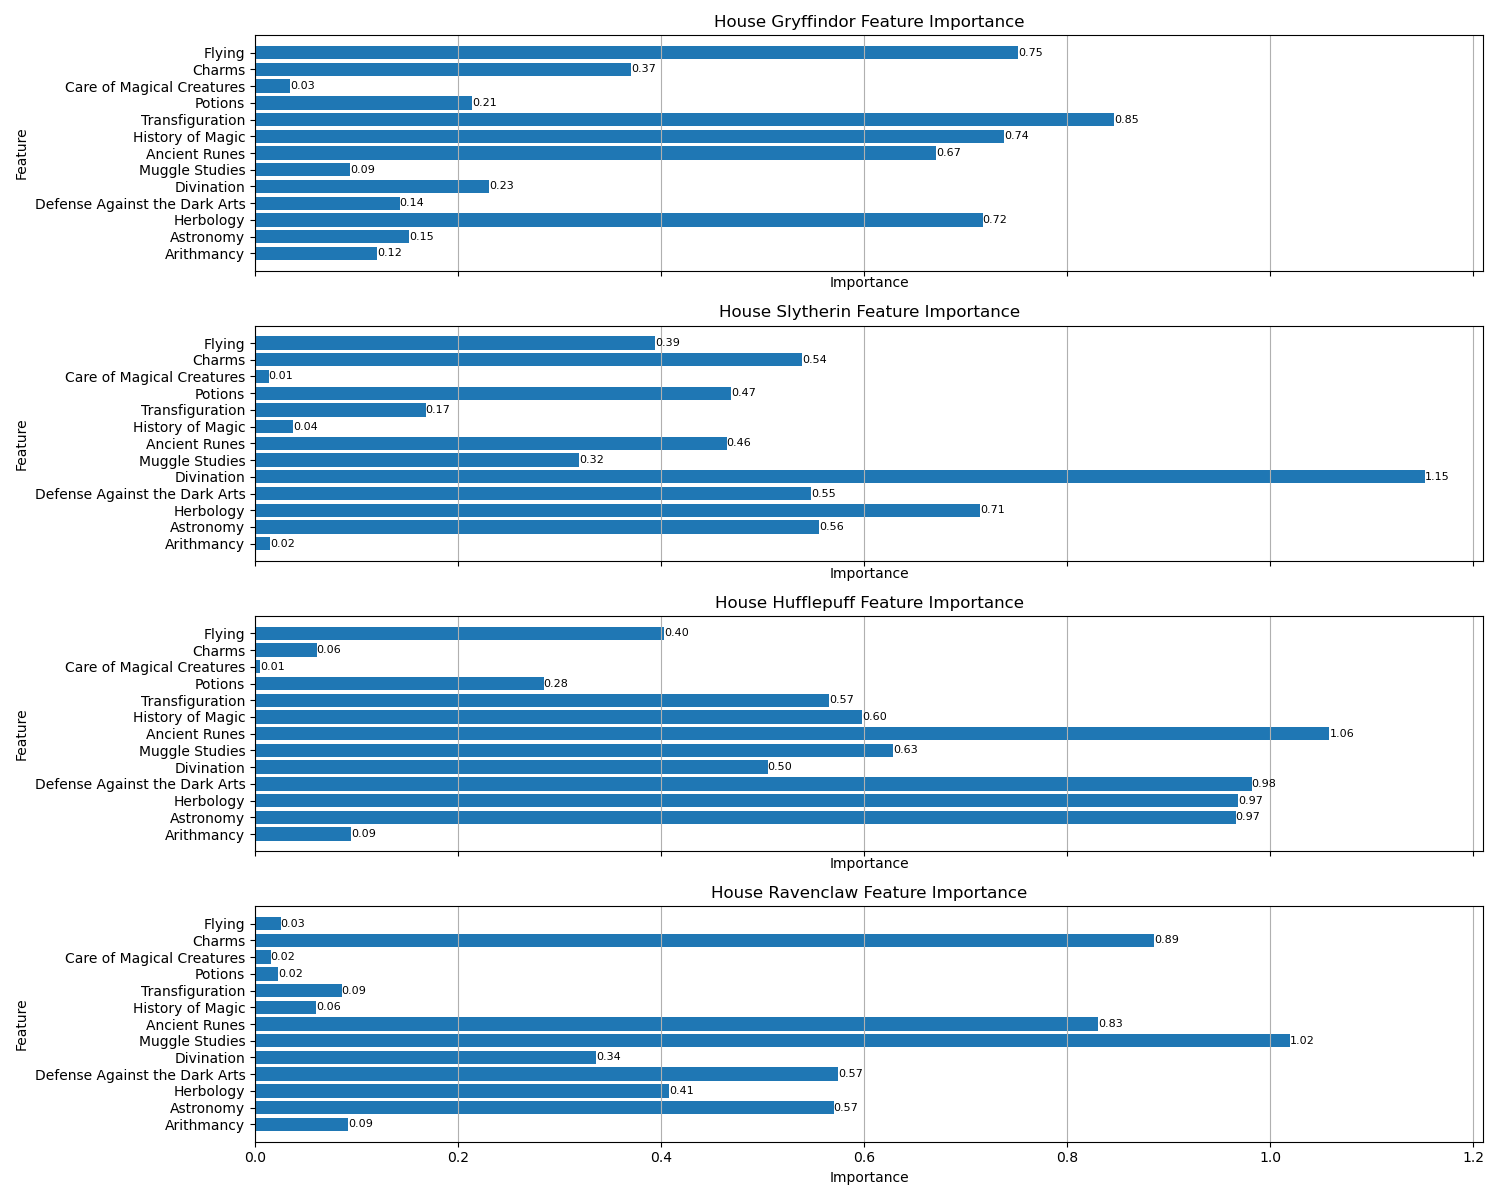 House Gryffindor Feature Importance
Feature
Flying 0.75
Charms 0.37
Care of Magical Creatures 0.03
Potions 0.21
Transfiguration 0.85
History of Magic 0.74
Ancient Runes 0.67
Muggle Studies 0.09
Divination 0.23
Defense Against the Dark Arts 0.14
Herbology 0.72
Astronomy 0.15
Arithmancy 0.12
Importance
House Slytherin Feature Importance
Feature
Flying 0.39
Charms 0.54
Care of Magical Creatures 0.01
Potions 0.47
Transfiguration 0.17
History of Magic 0.04
Ancient Runes 0.46
Muggle Studies 0.32
Divination 1.15
Defense Against the Dark Arts 0.55
Herbology 0.71
Astronomy 0.56
Arithmancy 0.02
Importance
House Hufflepuff Feature Importance
Feature
Flying 0.40
Charms 0.06
Care of Magical Creatures 0.01
Potions 0.28
Transfiguration 0.57
History of Magic 0.60
Ancient Runes 1.06
Muggle Studies 0.63
Divination 0.50
Defense Against the Dark Arts 0.98
Herbology 0.97
Astronomy 0.97
Arithmancy 0.09
Importance
House Ravenclaw Feature Importance
Feature
Flying 0.03
Charms 0.89
Care of Magical Creatures 0.02
Potions 0.02
Transfiguration 0.09
History of Magic 0.06
Ancient Runes 0.83
Muggle Studies 1.02
Divination 0.34
Defense Against the Dark Arts 0.57
Herbology 0.41
Astronomy 0.57
Arithmancy 0.09
0.0 0.2 0.4 0.6 0.8 1.0 1.2
Importance